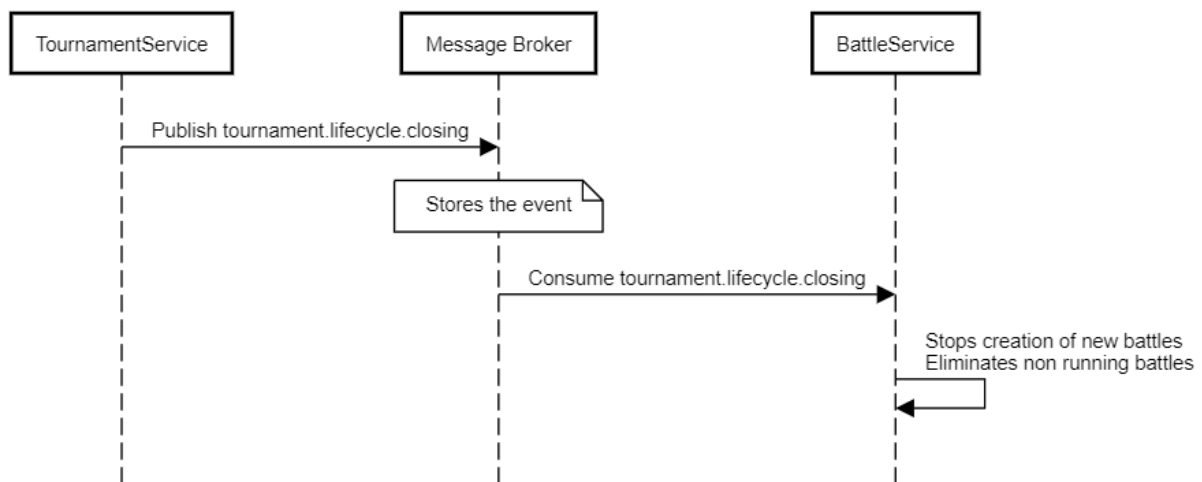 TournamentService
Message Broker
BattleService
Publish tournament.lifecycle.closing
Stores the event
Consume tournament.lifecycle.closing
Stops creation of new battles
Eliminates non running battles